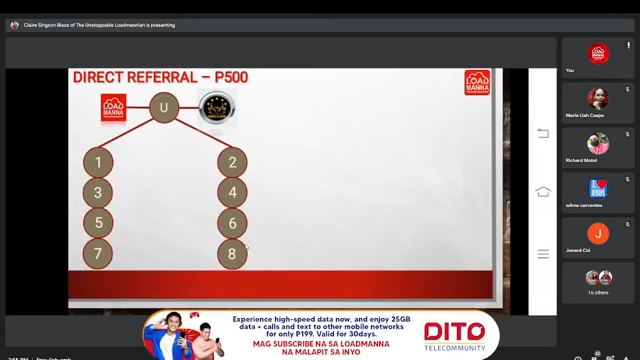 Claire Singson Blaze of The Unstoppable Loadmannian is presenting
DIRECT REFERRAL – P500
LOAD
MANNA
U
LOAD
MANNA
1
2
3
4
5
6
7
8
You
Maria Liah Caspe
Richard Motol
I
JESUS
wilma cervantes
J
Jonard Cid
16 others
Experience high-speed data now, and enjoy 25GB
data + calls and text to other mobile networks
for only P199. Valid for 30days.
MAG SUBSCRIBE NA SA LOADMANNA
NA MALAPIT SA INYO
DITO
TELECOMMUNITY